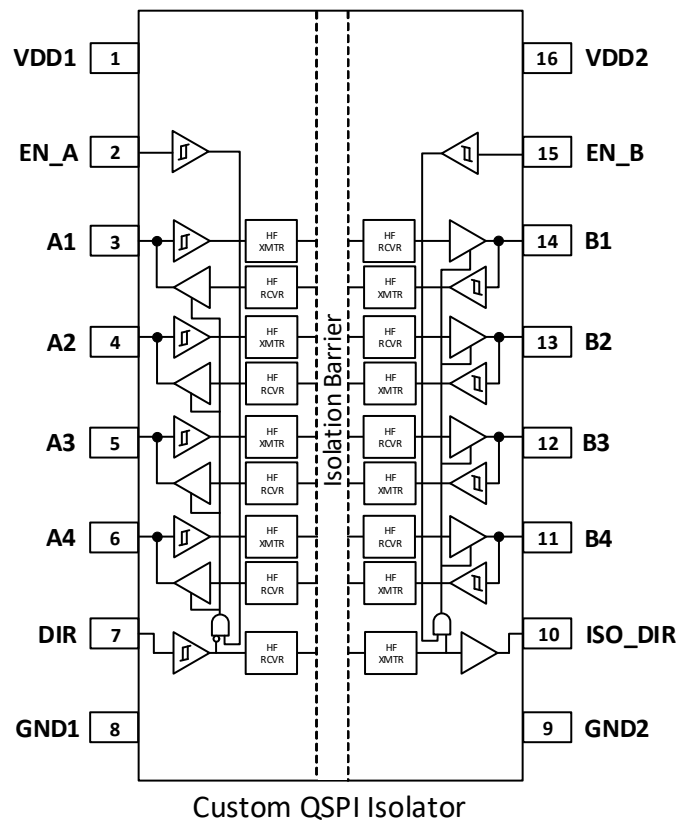 VDD1 1 16 VDD2
EN_A 2 15 EN_B
A1 3 HF XMTR HF RCVR 14 B1
HF RCVR HF XMTR
A2 4 HF XMTR HF RCVR 13 B2
HF RCVR HF XMTR
Isolation Barrier
A3 5 HF XMTR HF RCVR 12 B3
HF RCVR HF XMTR
A4 6 HF XMTR HF RCVR 11 B4
HF RCVR HF XMTR
DIR 7 HF RCVR HF XMTR 10 ISO_DIR
GND1 8 9 GND2
Custom QSPI Isolator